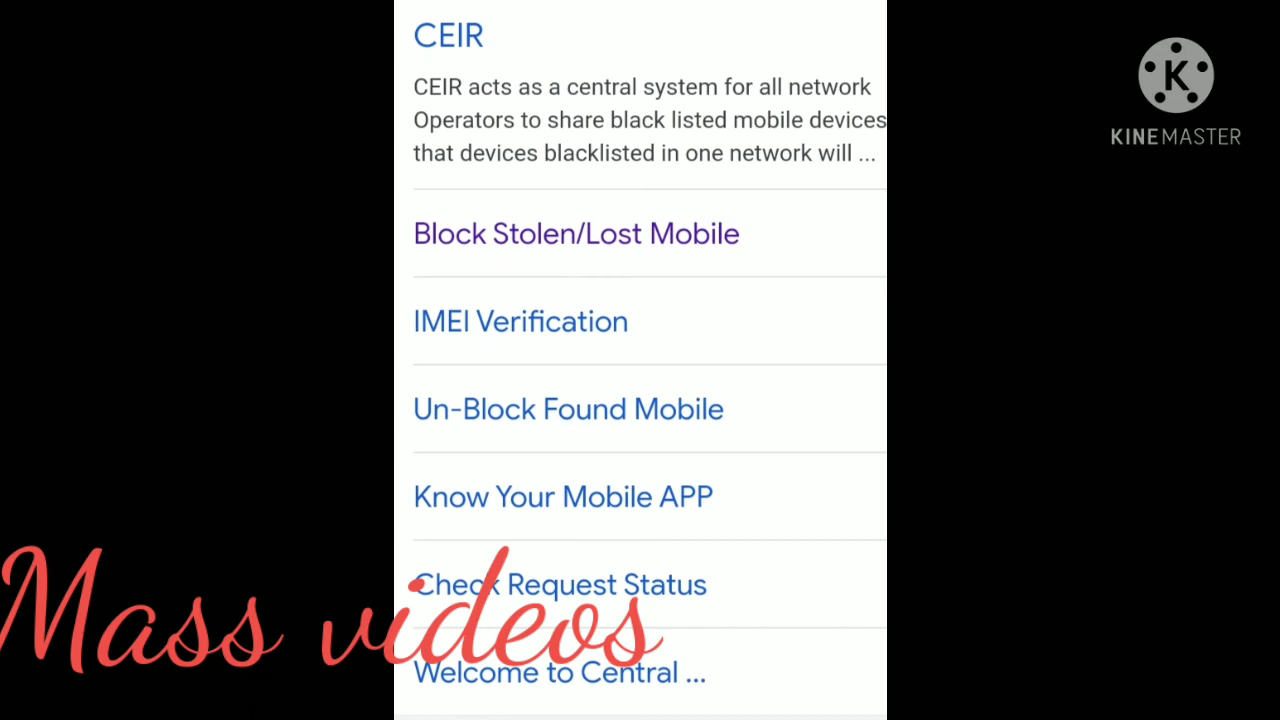 CEIR
CEIR acts as a central system for all network
Operators to share black listed mobile devices
that devices blacklisted in one network will ...
Block Stolen/Lost Mobile
IMEI Verification
Un-Block Found Mobile
Know Your Mobile APP
Check Request Status
Welcome to Central ...
Mass videos
K
KINEMASTER